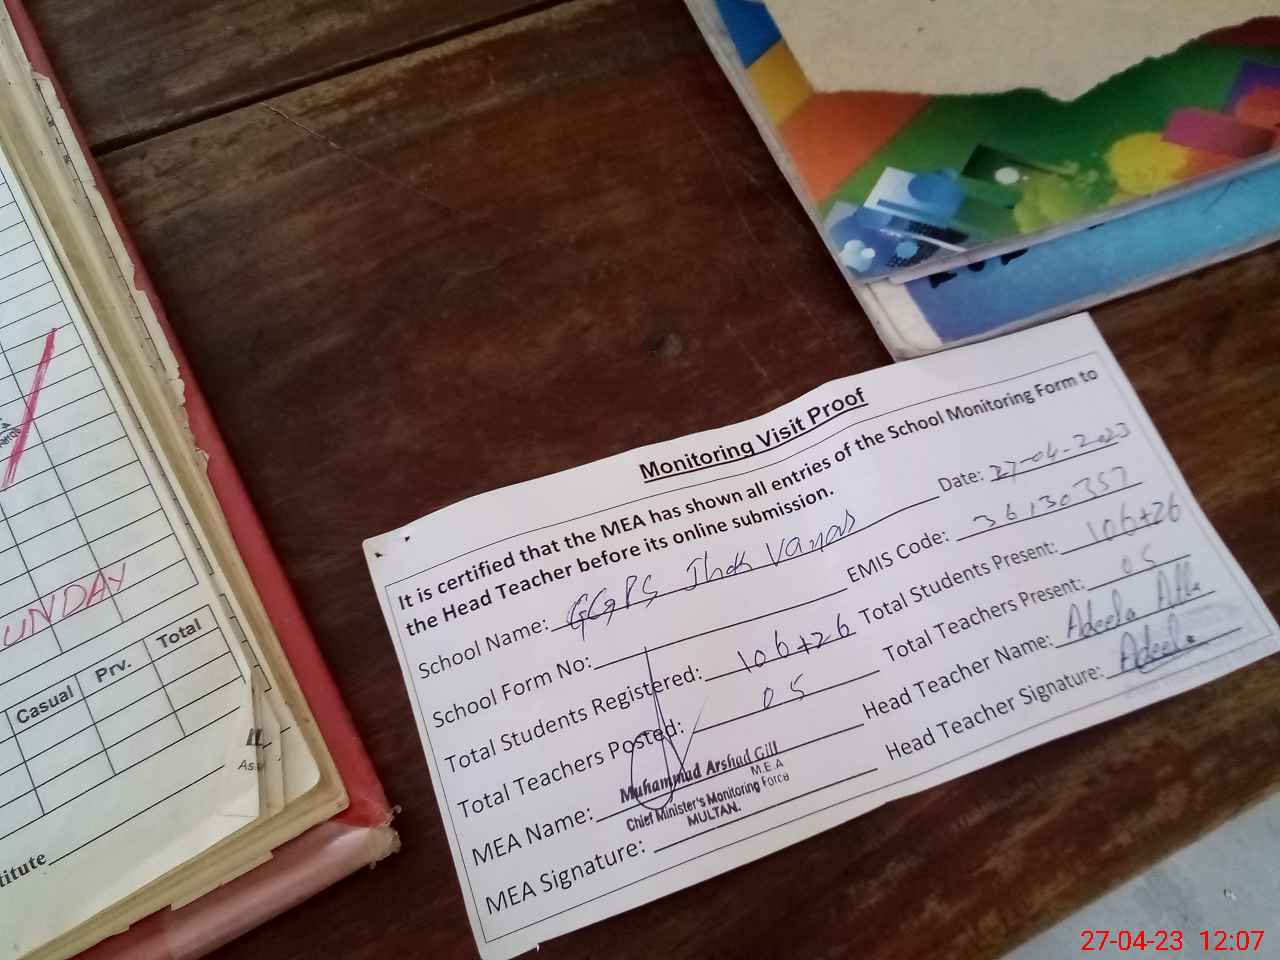 Monitoring Visit Proof
It is certified that the MEA has shown all entries of the School Monitoring Form to
the Head Teacher before its online submission.
School Name: GGPS Jhok Vayns Date: 27-04-2023
School Form No: EMIS Code: 36130357
Total Students Registered: 106+26 Total Students Present: 106+26
Total Teachers Posted: 05 Total Teachers Present: 05
MEA Name: Head Teacher Name: Adeela
Muhammad Arshad Gill
M.E.A
Chief Minister's Monitoring Force
MULTAN.
MEA Signature: Head Teacher Signature: Adeela
UNDAY
Casual Prv. Total
titute
27-04-23 12:07